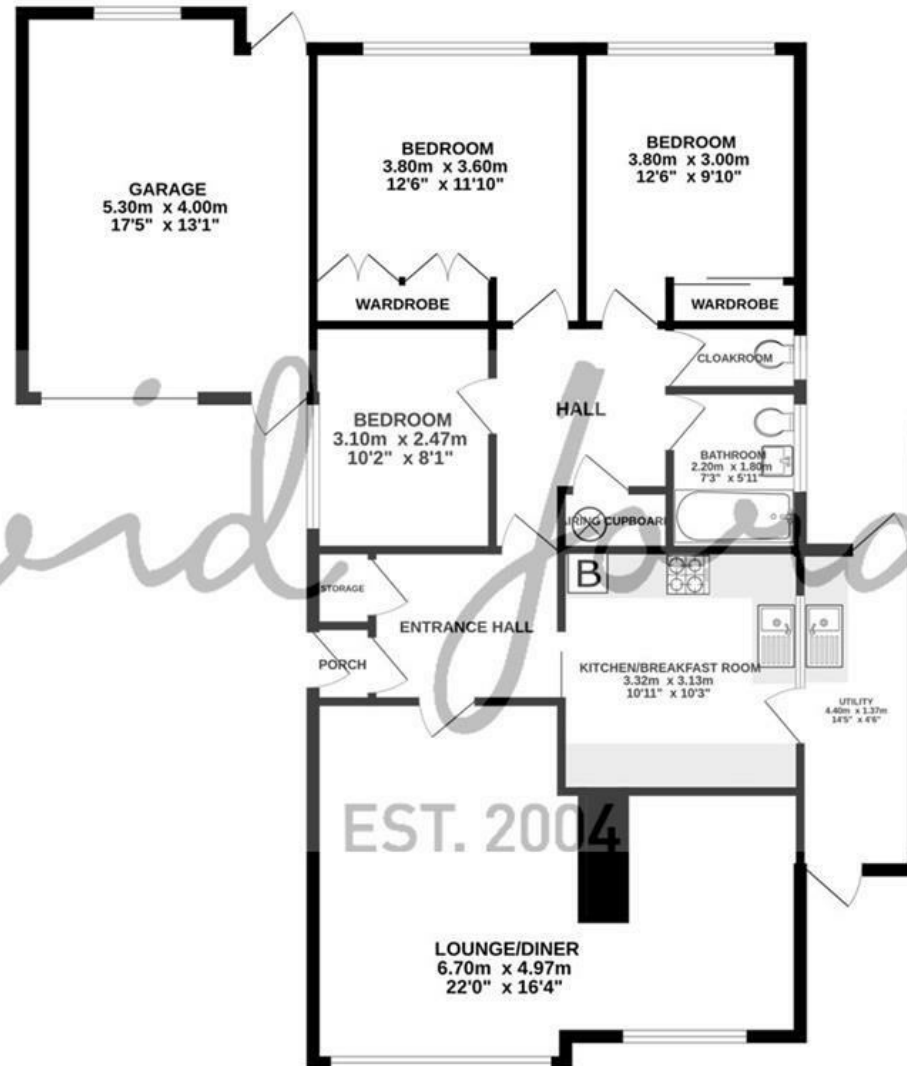 BEDROOM
3.80m x 3.60m
12'6" x 11'10"
BEDROOM
3.80m x 3.00m
12'6" x 9'10"
GARAGE
5.30m x 4.00m
17'5" x 13'1"
WARDROBE
WARDROBE
CLOAKROOM
BEDROOM
3.10m x 2.47m
10'2" x 8'1"
HALL
BATHROOM
2.20m x 1.80m
7'3" x 5'11"
AIRING CUPBOARD
STORAGE
B
ENTRANCE HALL
PORCH
KITCHEN/BREAKFAST ROOM
3.32m x 3.13m
10'11" x 10'3"
UTILITY
4.40m x 1.37m
14'5" x 4'6"
EST. 2004
LOUNGE/DINER
6.70m x 4.97m
22'0" x 16'4"